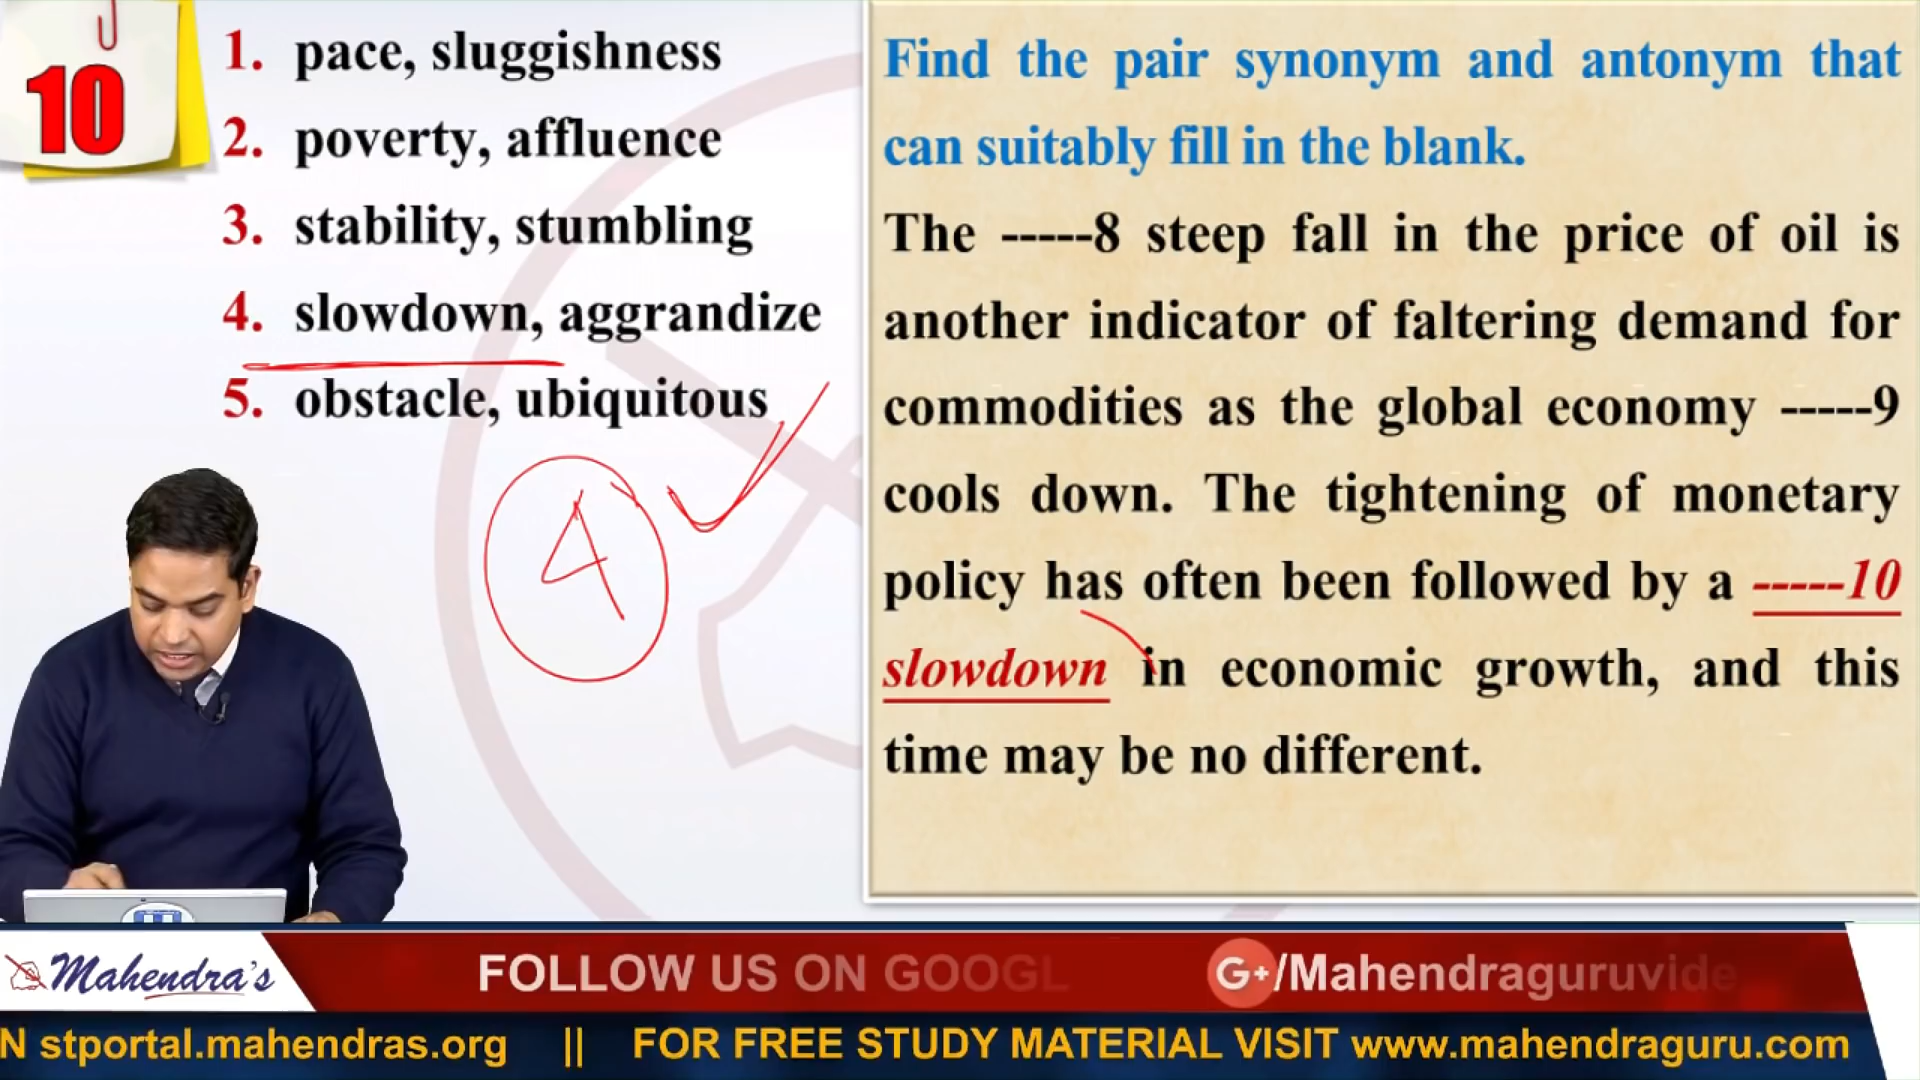 10
1. pace, sluggishness
2. poverty, affluence
3. stability, stumbling
4. slowdown, aggrandize
5. obstacle, ubiquitous
4
Find the pair synonym and antonym that
can suitably fill in the blank.
The -----8 steep fall in the price of oil is
another indicator of faltering demand for
commodities as the global economy -----9
cools down. The tightening of monetary
policy has often been followed by a -----10
slowdown in economic growth, and this
time may be no different.
Mahendra's
FOLLOW US ON GOOGL
G+/Mahendraguruvide
N stportal.mahendras.org || FOR FREE STUDY MATERIAL VISIT www.mahendraguru.com